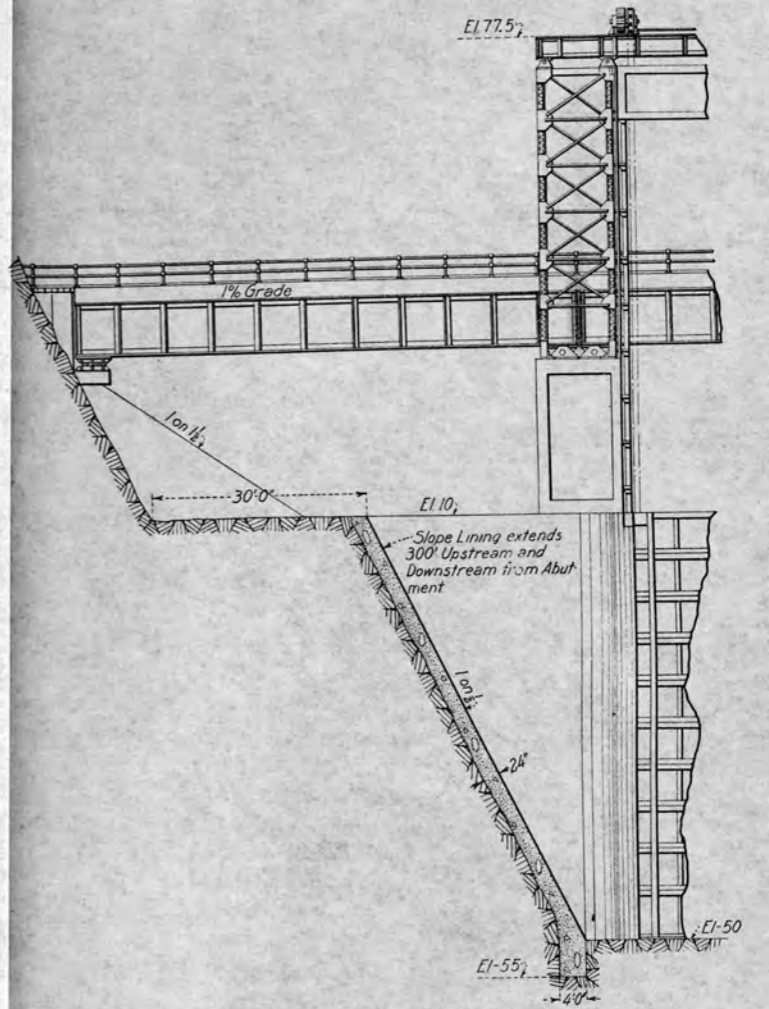 El. 77.5
1% Grade
1 on 1½
30'-0"
El. 10
Slope Lining extends
300' Upstream and
Downstream from Abut-
ment
1 on ½
24"
El-50
El-55
4'0"